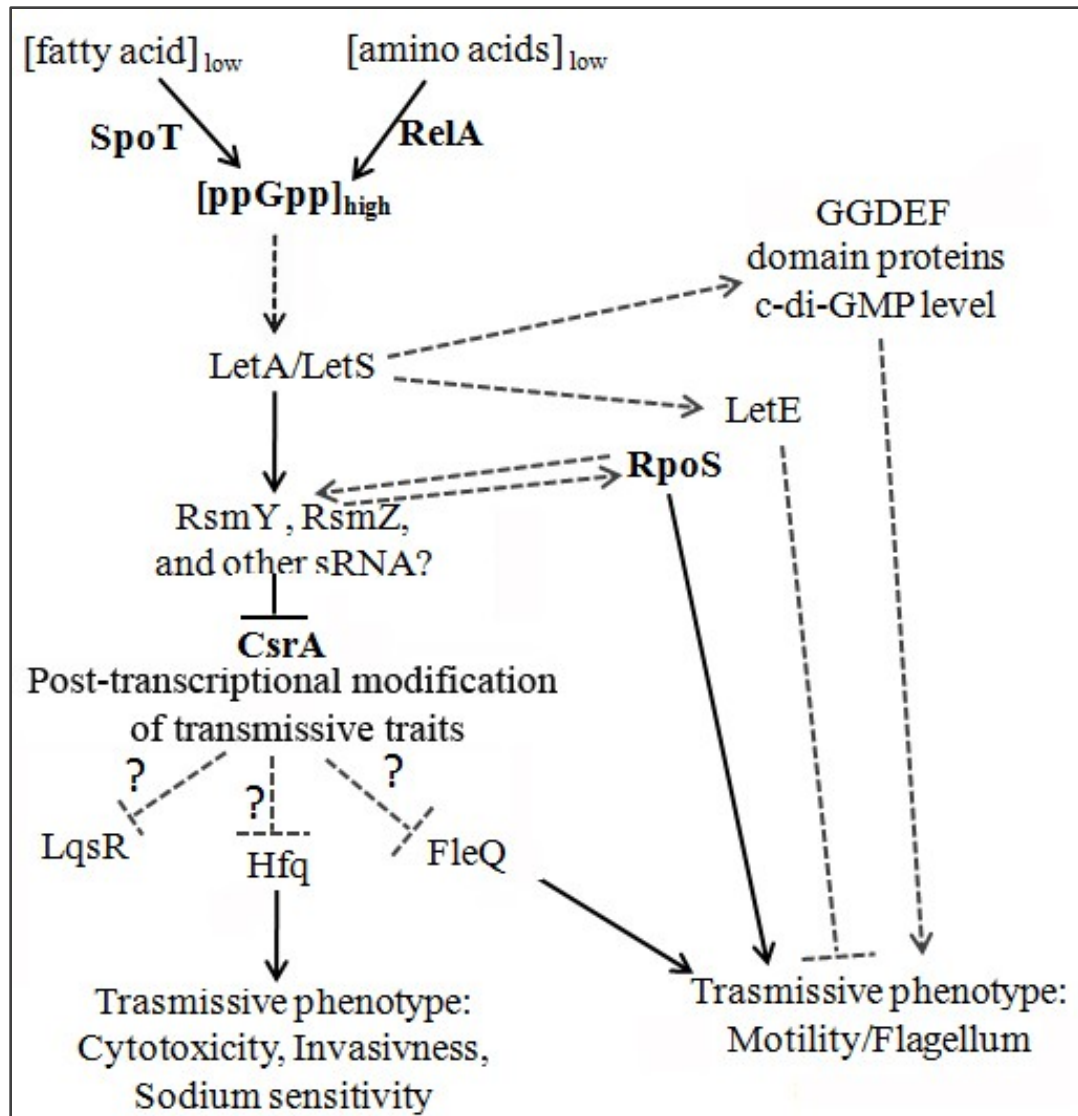 [fatty acid]low
[amino acids]low
SpoT
RelA
[ppGpp]high
GGDEF
domain proteins
c-di-GMP level
LetA/LetS
LetE
RpoS
RsmY , RsmZ,
and other sRNA?
CsrA
Post-transcriptional modification
of transmissive traits
?
?
?
LqsR
Hfq
FleQ
Trasmissive phenotype:
Cytotoxicity, Invasivness,
Sodium sensitivity
Trasmissive phenotype:
Motility/Flagellum